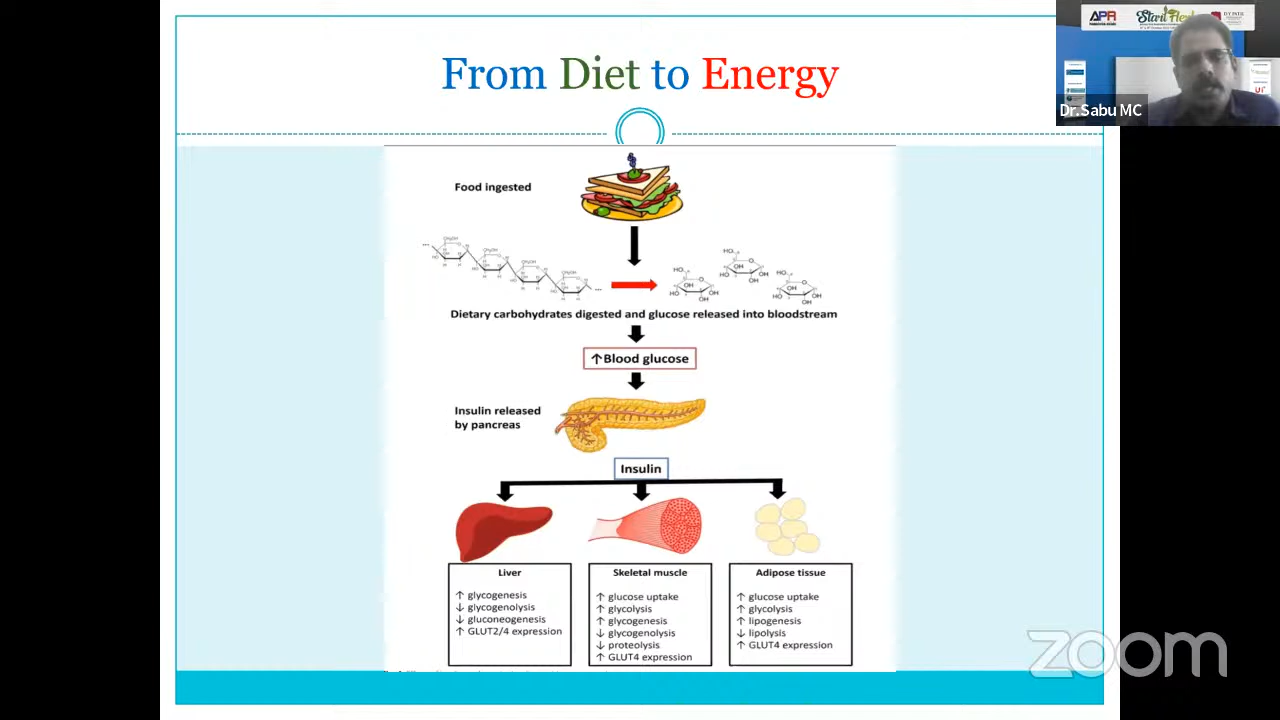 From Diet to Energy
APR
Dr.Sabu MC
Food ingested
Dietary carbohydrates digested and glucose released into bloodstream
↑Blood glucose
Insulin released
by pancreas
Insulin
Liver
↑ glycogenesis
↓ glycogenolysis
↓ gluconeogenesis
↑ GLUT2/4 expression
Skeletal muscle
↑ glucose uptake
↑ glycolysis
↑ glycogenesis
↓ glycogenolysis
↓ proteolysis
↑ GLUT4 expression
Adipose tissue
↑ glucose uptake
↑ glycolysis
↑ lipogenesis
↓ lipolysis
↑ GLUT4 expression
zoom